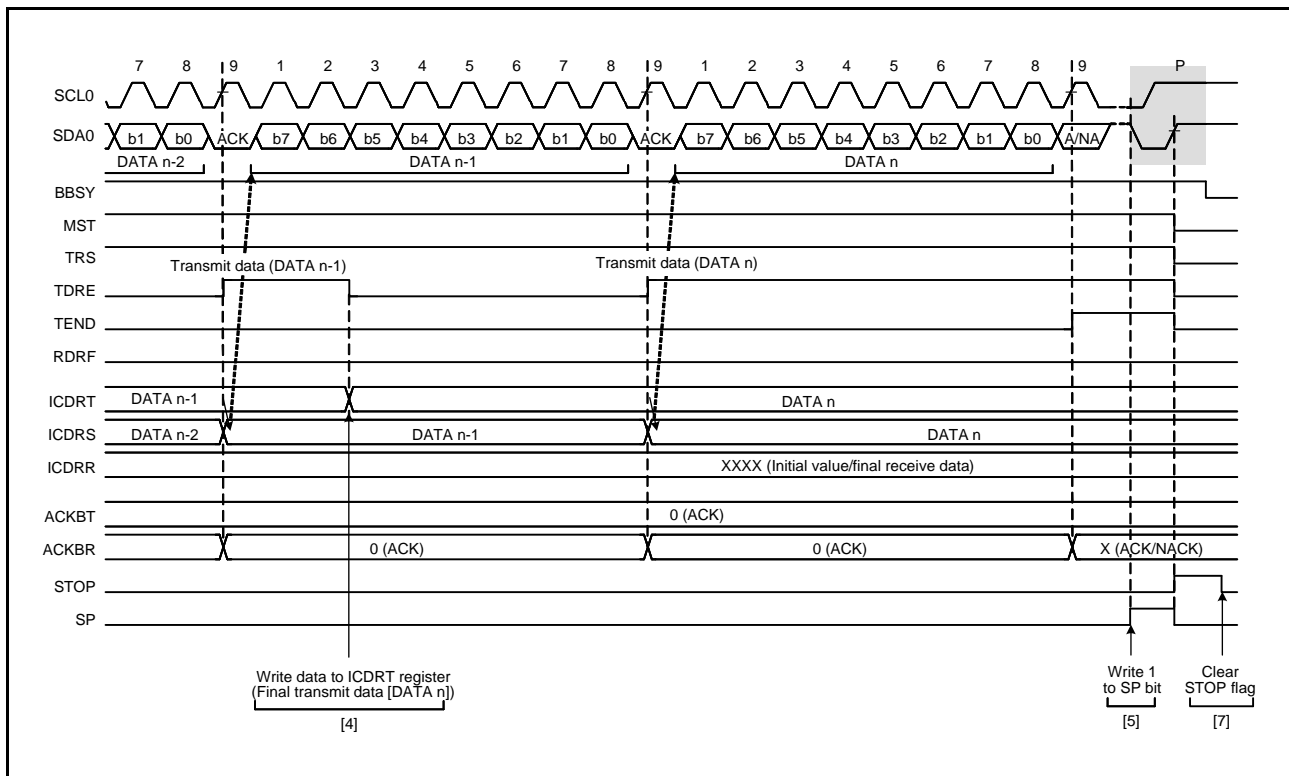 7 8 9 1 2 3 4 5 6 7 8 9 1 2 3 4 5 6 7 8 9 P
SCL0
SDA0 b1 b0 ACK b7 b6 b5 b4 b3 b2 b1 b0 ACK b7 b6 b5 b4 b3 b2 b1 b0 A/NA
DATA n-2 DATA n-1 DATA n
BBSY
MST
TRS
Transmit data (DATA n-1) Transmit data (DATA n)
TDRE
TEND
RDRF
ICDRT DATA n-1 DATA n
ICDRS DATA n-2 DATA n-1 DATA n
ICDRR XXXX (Initial value/final receive data)
ACKBT 0 (ACK)
ACKBR 0 (ACK) 0 (ACK) X (ACK/NACK)
STOP
SP
Write data to ICDRT register
(Final transmit data [DATA n])
[4]
Write 1
to SP bit
[5]
Clear
STOP flag
[7]